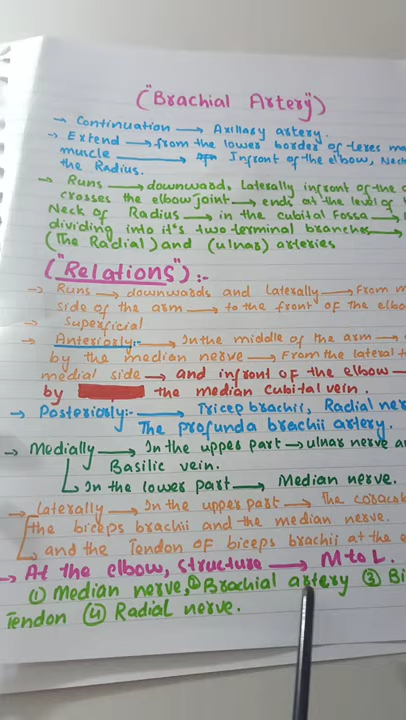 ("Brachial Artery")
→ Continuation → Axillary artery.
→ Extend → from the lower border of teres
muscle → Infront of the elbow,
the Radius.
→ Runs → downward, Laterally infront of the
crosses the elbow joint → ends at the level of
Neck of Radius → in the cubital fossa →
dividing into it's two terminal branches →
(The Radial) and (ulnar) arteries
("Relations") :-
→ Runs → downwards and Laterally → From
side of the arm → to the front of the
→ Superficial
→ Anteriorly:- → In the middle of the arm →
by the median nerve → From the lateral
medial side → and infront of the elbow →
by the median Cubital vein.
→ Posteriorly:- → Tricep brachii, Radial
The profunda brachii artery.
→ Medially → In the upper part → ulnar nerve
Basilic vein.
↳ In the lower part → Median nerve.
→ Laterally → In the upper part → The
the biceps brachii and the median nerve.
→ and the Tendon of biceps brachii at the
→ At the elbow, structure → M to L.
① Median nerve, ② Brachial artery ③
Tendon ④ Radial nerve.